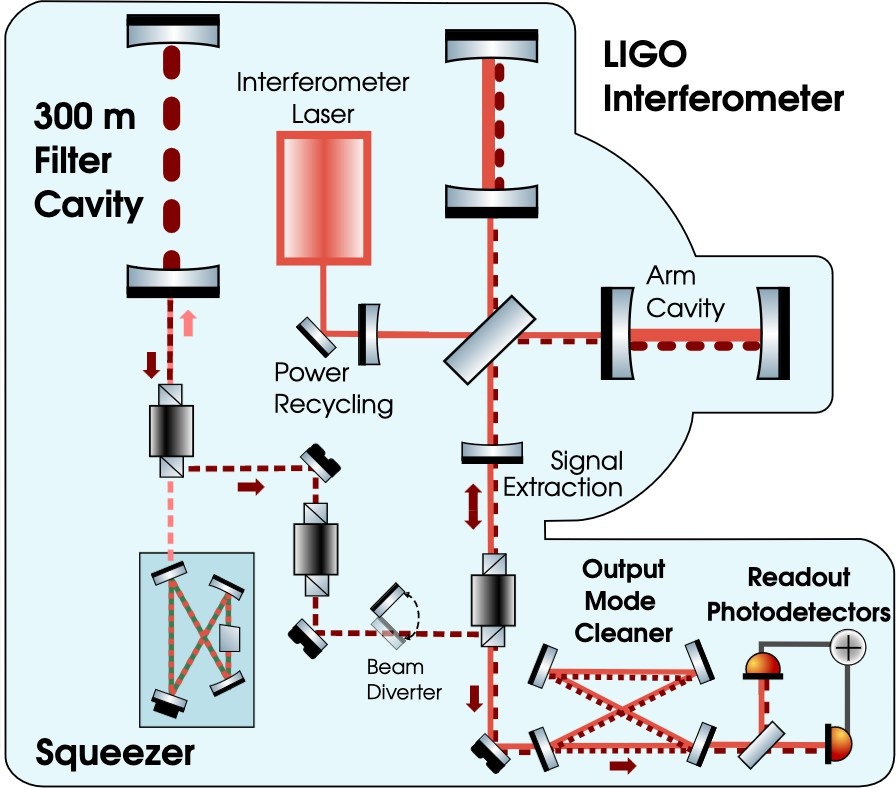 LIGO
Interferometer
Interferometer
Laser
300 m
Filter
Cavity
Arm
Cavity
Power
Recycling
Signal
Extraction
Output
Mode
Cleaner
Readout
Photodetectors
Beam
Diverter
Squeezer